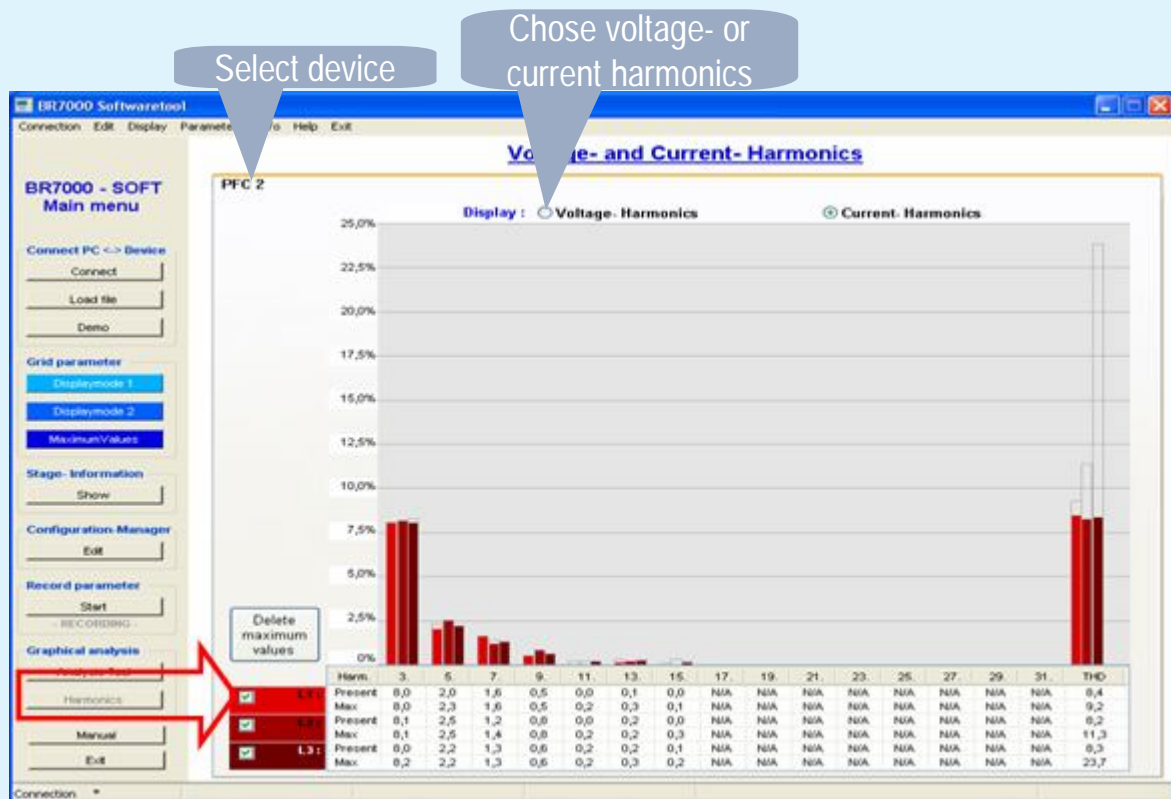 Chose voltage- or
current harmonics
Select device
BR7000 Softwaretool
Connection Edit Display Help Exit
Voltage- and Current- Harmonics
BR7000 - SOFT
Main menu
PFC 2
Display : Voltage- Harmonics Current- Harmonics
Connect PC <-> Device
Connect
Load file
Demo
Grid parameter
Displaymode 1
Displaymode 2
MaximumValues
Stage- Information
Show
Configuration-Manager
Edit
Record parameter
Start
- RECORDING -
Graphical analysis
Analysis-Tool
Harmonics
Manual
Exit
25,0%
22,5%
20,0%
17,5%
15,0%
12,5%
10,0%
7,5%
5,0%
2,5%
0%
Delete
maximum
values
Harm. 3. 5. 7. 9. 11. 13. 15. 17. 19. 21. 23. 25. 27. 29. 31. THD
L1: Present 8,0 2,0 1,6 0,5 0,0 0,1 0,0 N/A N/A N/A N/A N/A N/A N/A N/A 8,4
Max 8,0 2,3 1,6 0,5 0,2 0,3 0,1 N/A N/A N/A N/A N/A N/A N/A N/A 9,2
L2: Present 8,1 2,5 1,2 0,8 0,0 0,2 0,0 N/A N/A N/A N/A N/A N/A N/A N/A 8,2
Max 8,1 2,5 1,4 0,8 0,2 0,2 0,3 N/A N/A N/A N/A N/A N/A N/A N/A 11,3
L3: Present 8,0 2,2 1,3 0,6 0,2 0,2 0,1 N/A N/A N/A N/A N/A N/A N/A N/A 8,3
Max 8,2 2,2 1,3 0,6 0,2 0,3 0,2 N/A N/A N/A N/A N/A N/A N/A N/A 23,7
Connection *